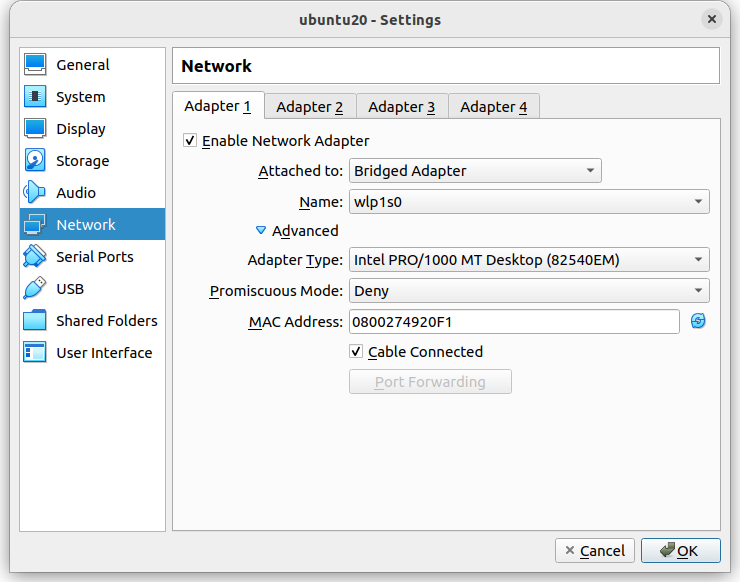 ubuntu20 - Settings
General
System
Display
Storage
Audio
Network
Serial Ports
USB
Shared Folders
User Interface
Network
Adapter 1 Adapter 2 Adapter 3 Adapter 4
Enable Network Adapter
Attached to: Bridged Adapter
Name: wlp1s0
Advanced
Adapter Type: Intel PRO/1000 MT Desktop (82540EM)
Promiscuous Mode: Deny
MAC Address: 0800274920F1
Cable Connected
Port Forwarding
Cancel OK